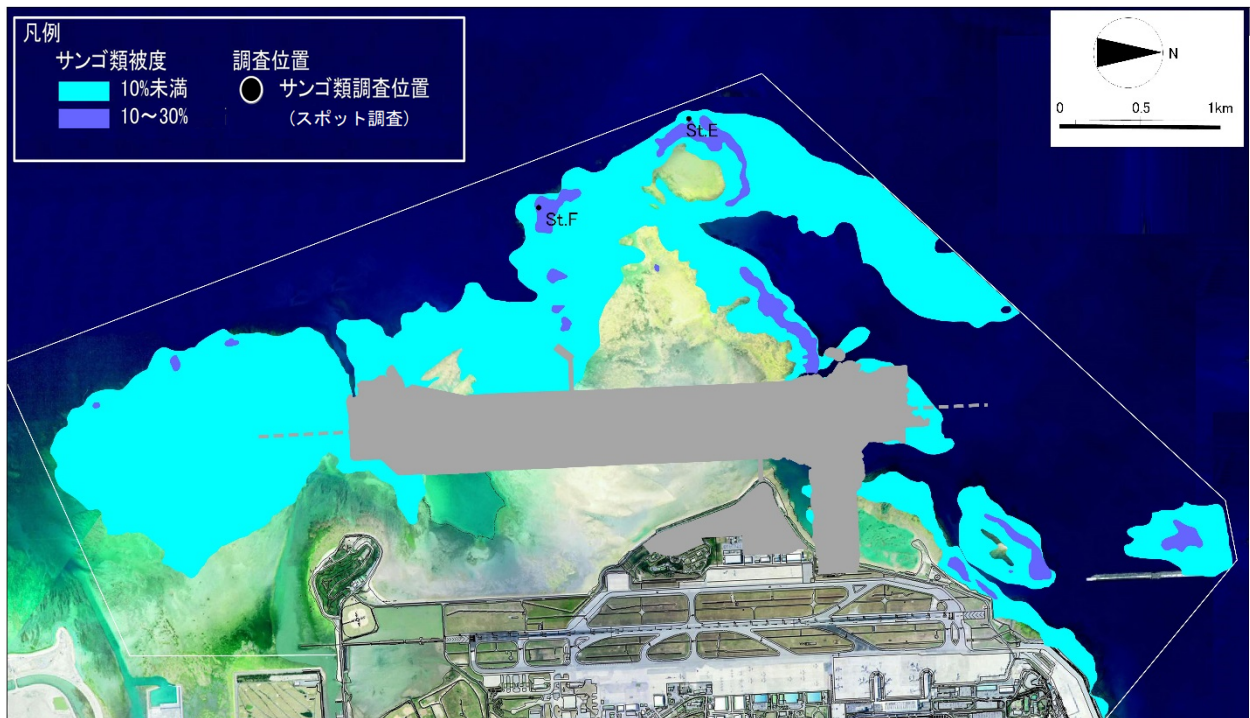 凡例
サンゴ類被度
10%未満
10～30%
調査位置
サンゴ類調査位置
（スポット調査）
N
0 0.5 1km
St.E
St.F